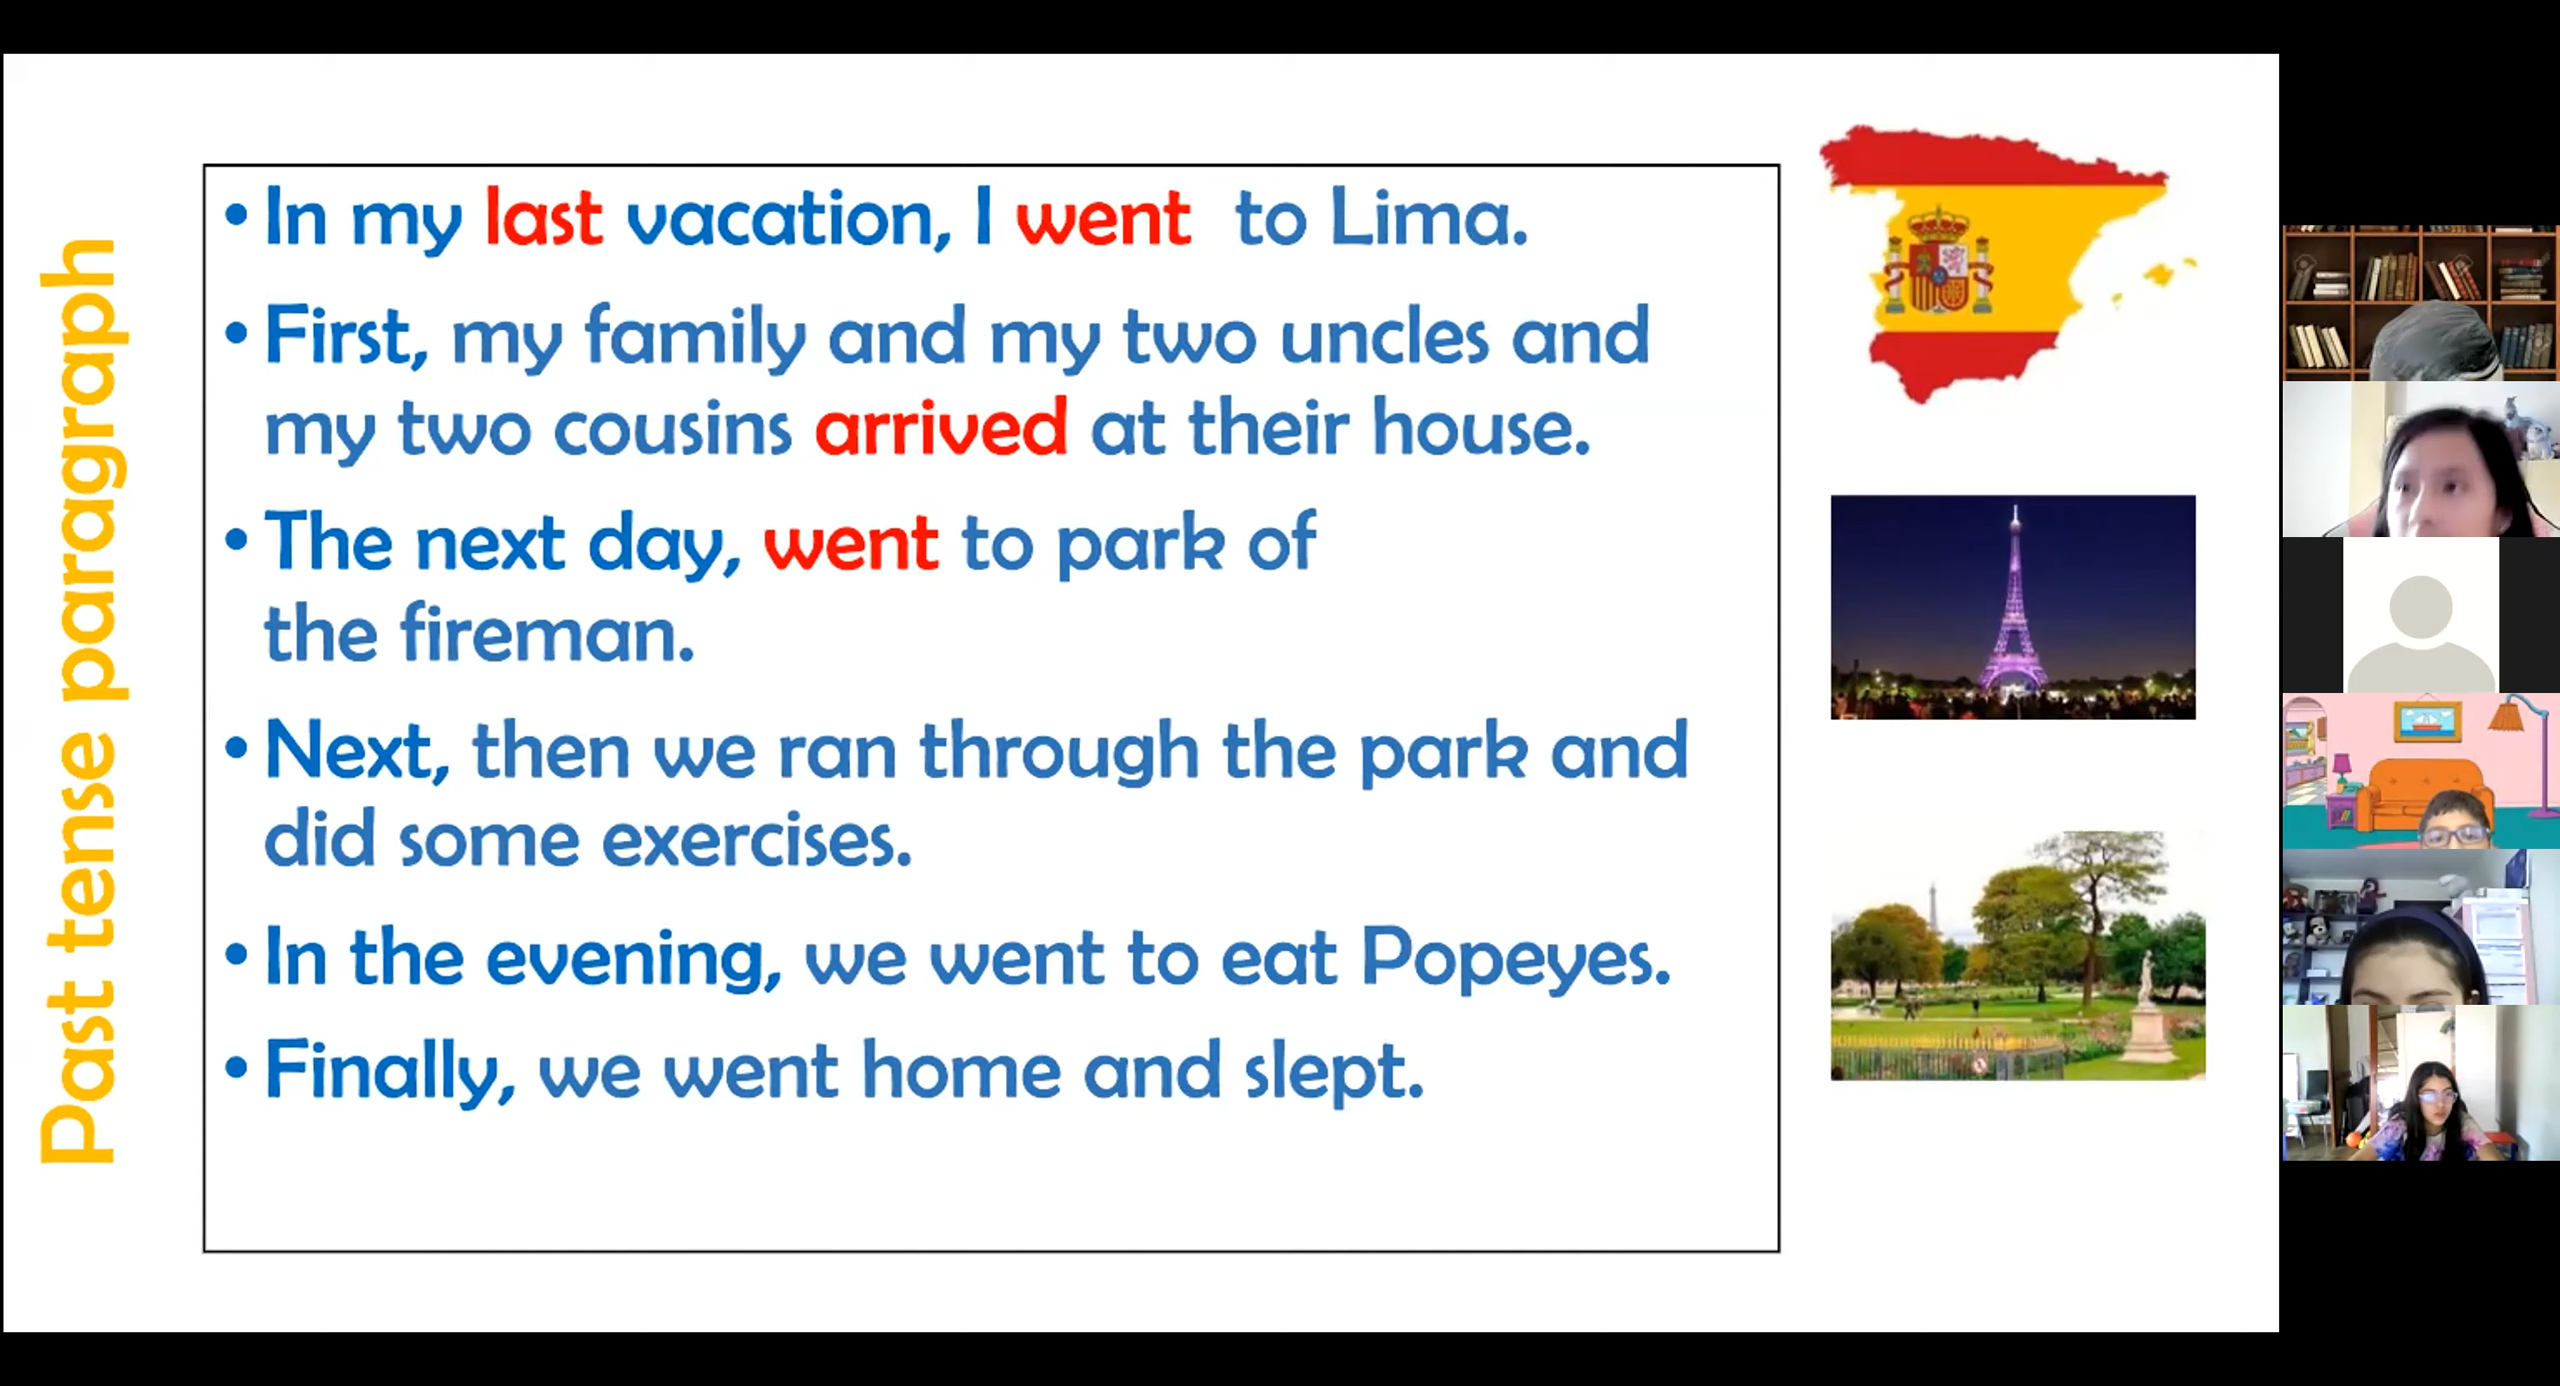 Past tense paragraph
• In my last vacation, I went to Lima.
• First, my family and my two uncles and
my two cousins arrived at their house.
• The next day, went to park of
the fireman.
• Next, then we ran through the park and
did some exercises.
• In the evening, we went to eat Popeyes.
• Finally, we went home and slept.